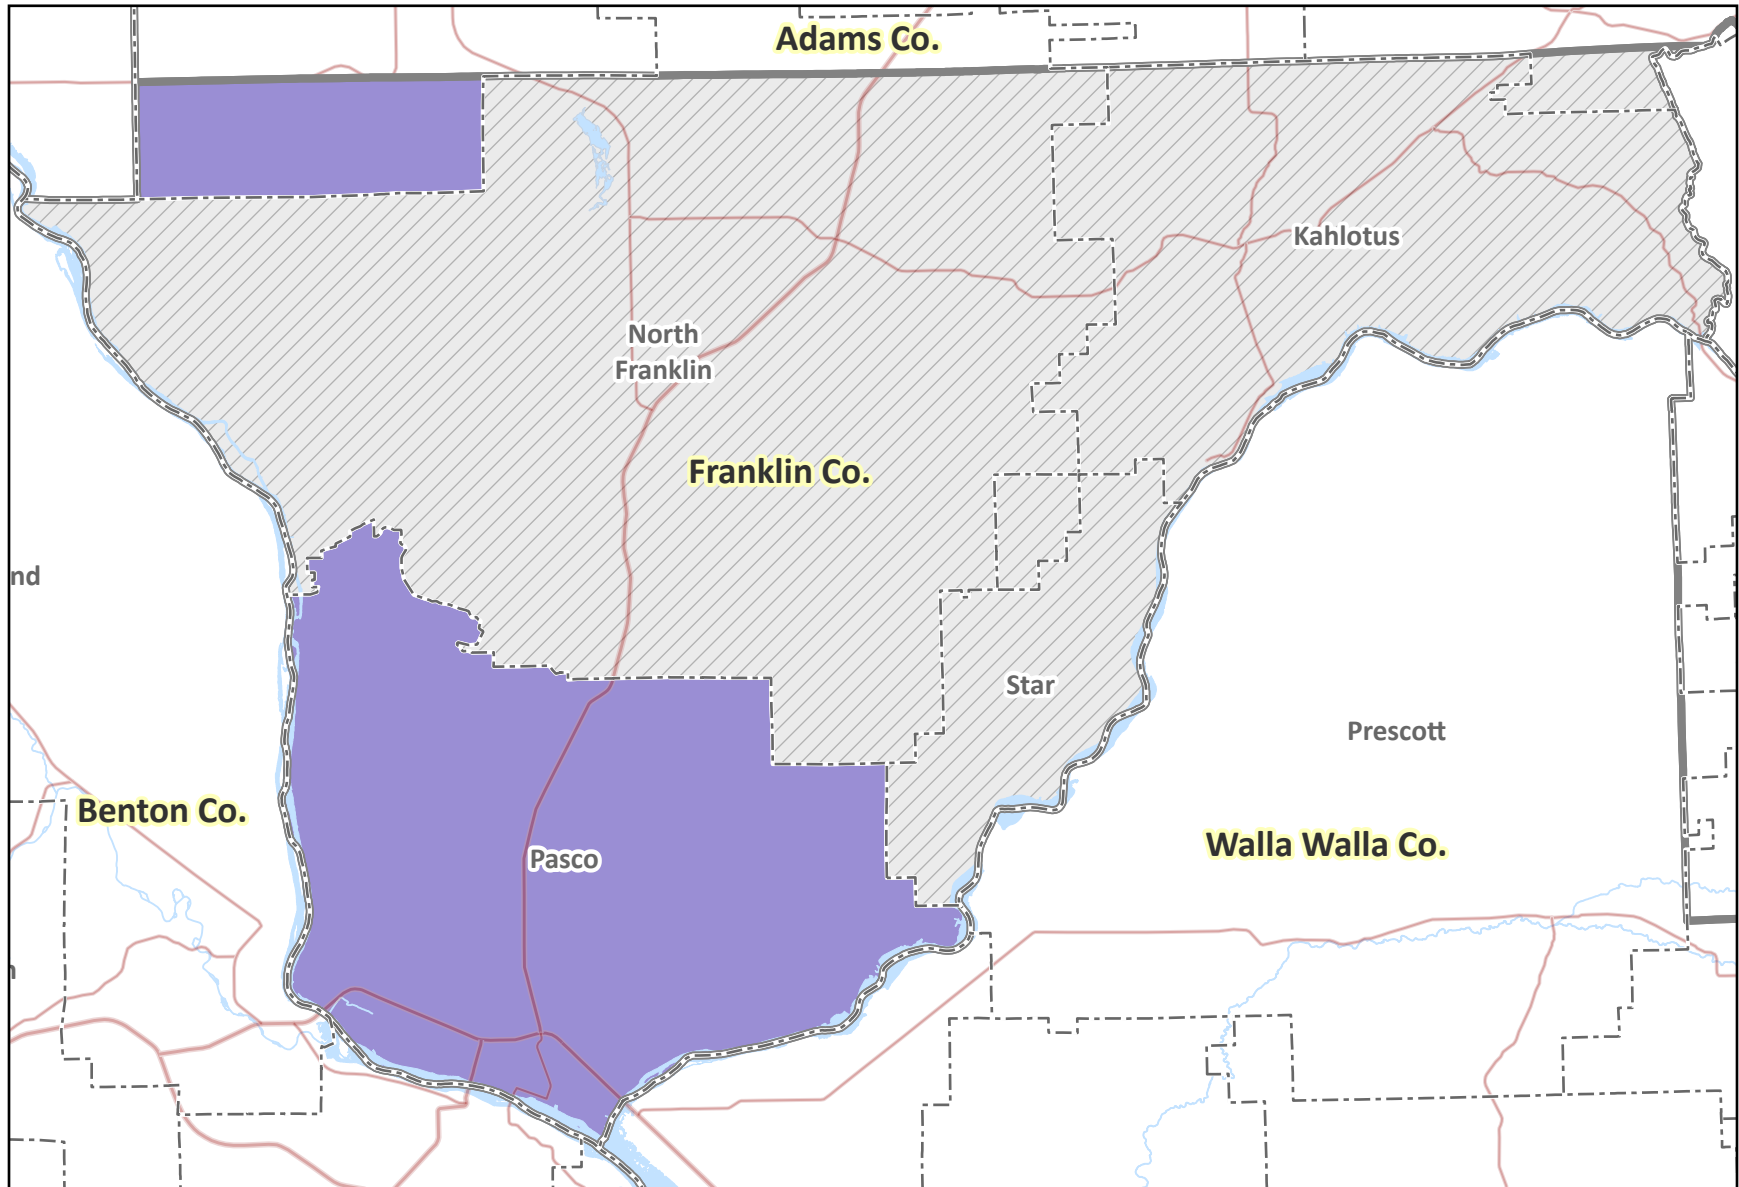 Adams Co.
Kahlotus
North
Franklin
Franklin Co.
nd
Star
Prescott
Benton Co.
Walla Walla Co.
Pasco